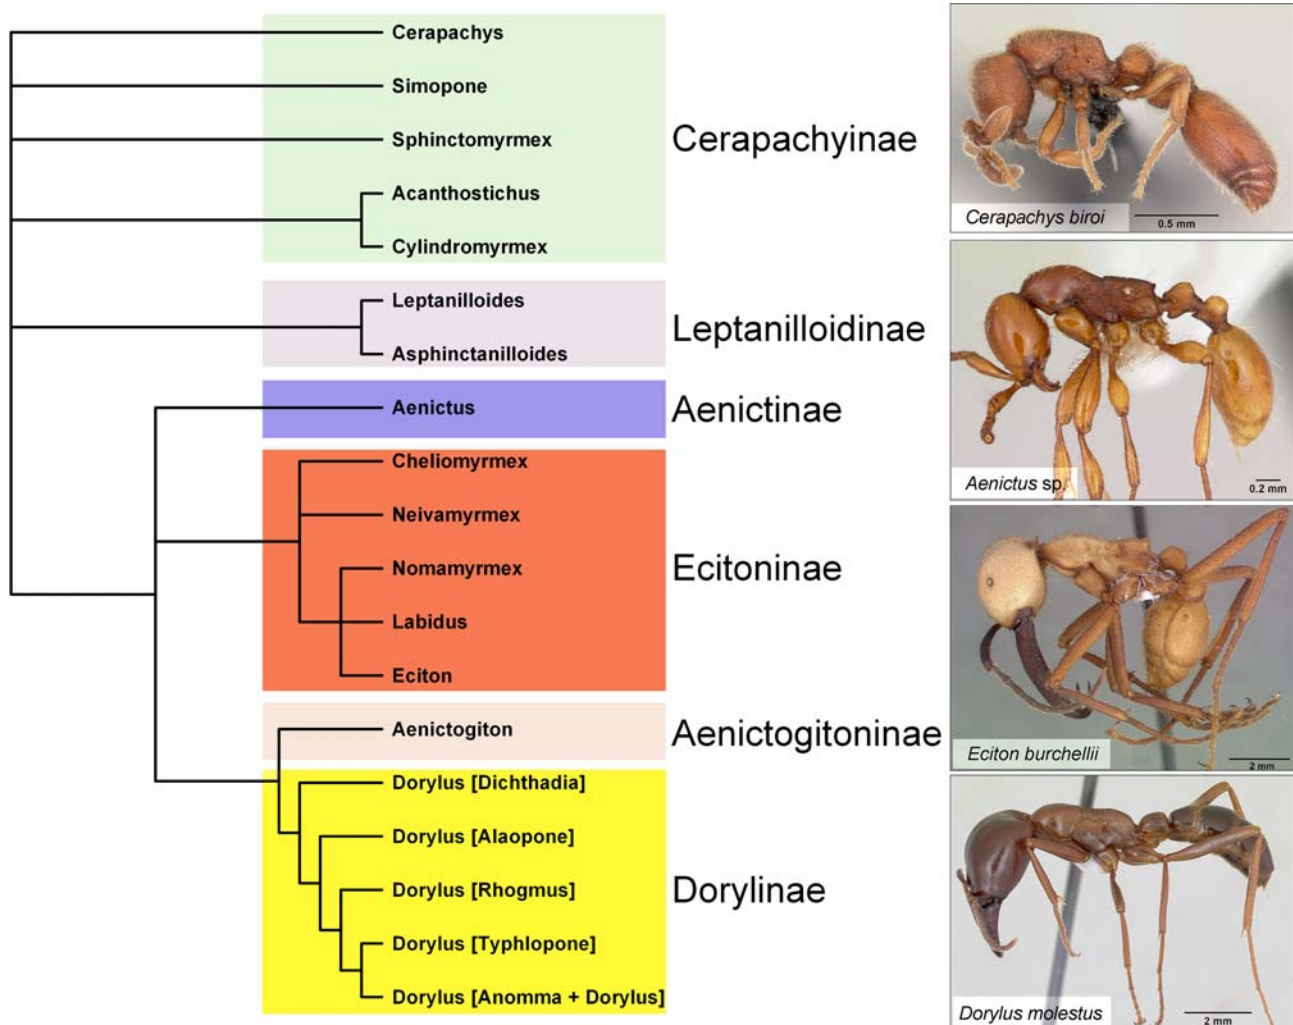 Cerapachys
Simopone
Sphinctomyrmex
Acanthostichus
Cylindromyrmex
Cerapachyinae
Leptanilloides
Asphinctanilloides
Leptanilloidinae
Aenictus
Aenictinae
Cheliomyrmex
Neivamyrmex
Nomamyrmex
Labidus
Eciton
Ecitoninae
Aenictogiton
Aenictogitoninae
Dorylus [Dichthadia]
Dorylus [Alaopone]
Dorylus [Rhogmus]
Dorylus [Typhlopone]
Dorylus [Anomma + Dorylus]
Dorylinae
Cerapachys biroi
0.5 mm
Aenictus sp.
0.2 mm
Eciton burchellii
2 mm
Dorylus molestus
2 mm